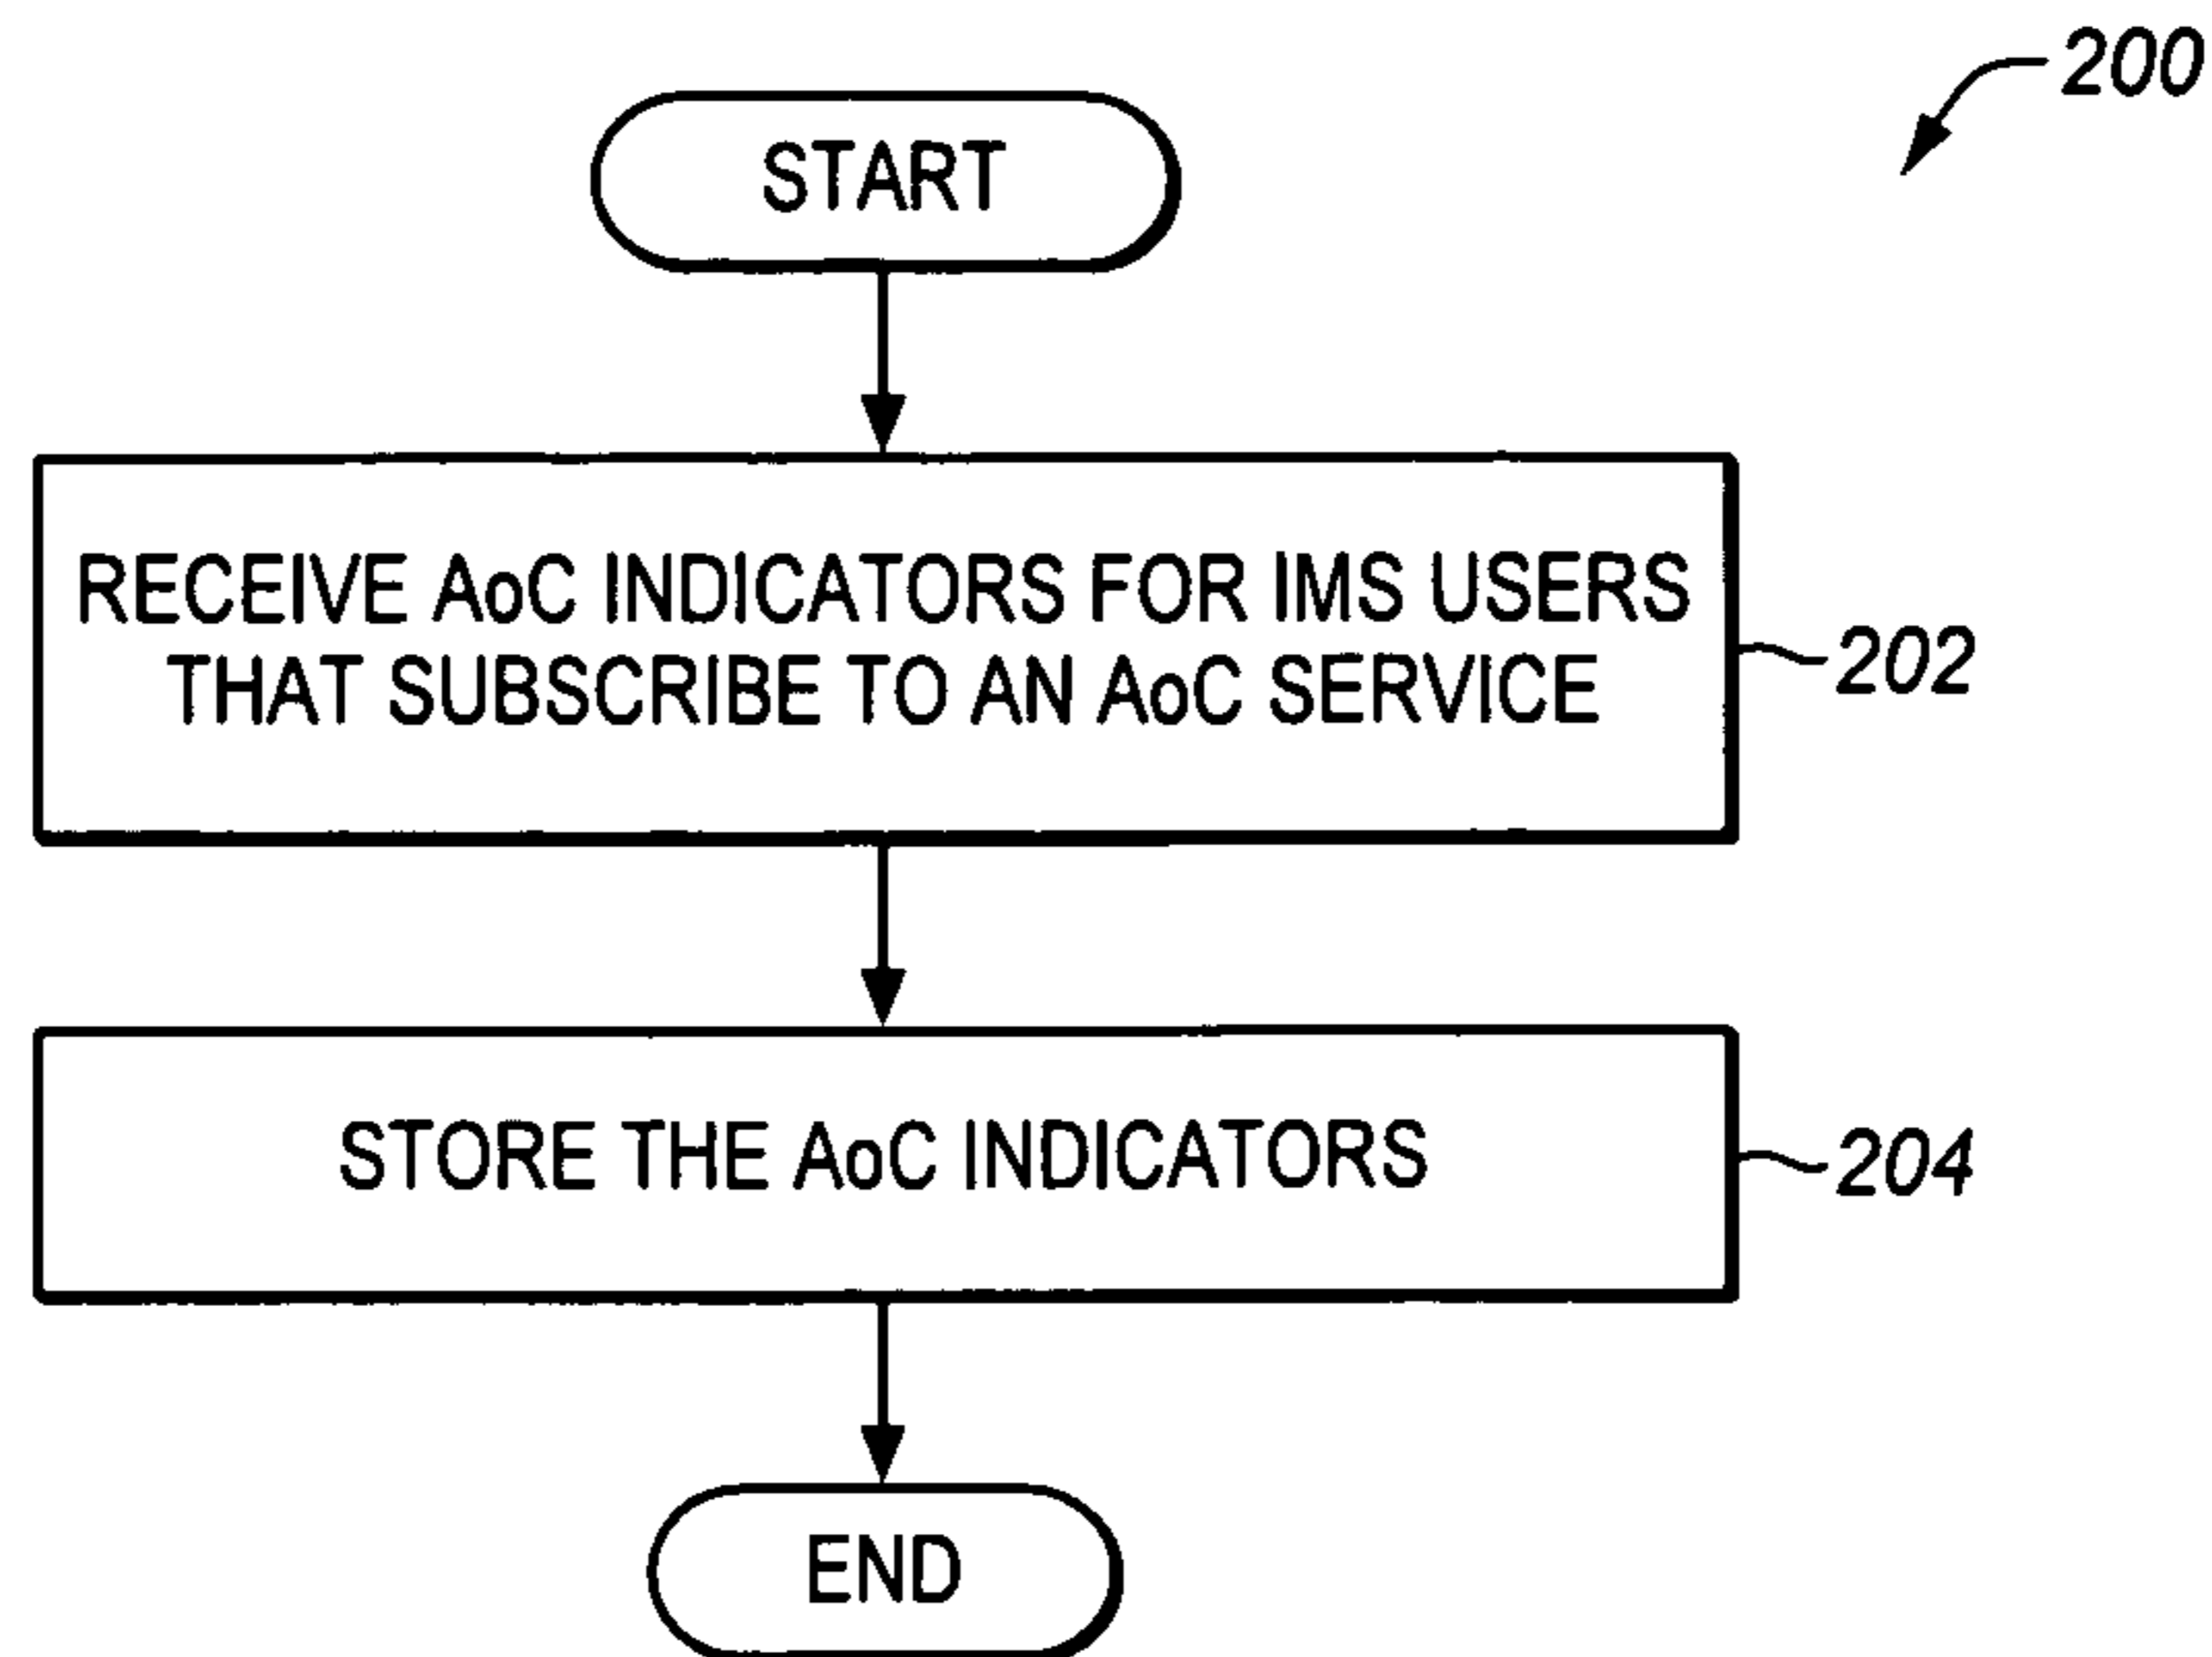 200
START
RECEIVE AoC INDICATORS FOR IMS USERS
THAT SUBSCRIBE TO AN AoC SERVICE
202
STORE THE AoC INDICATORS
204
END